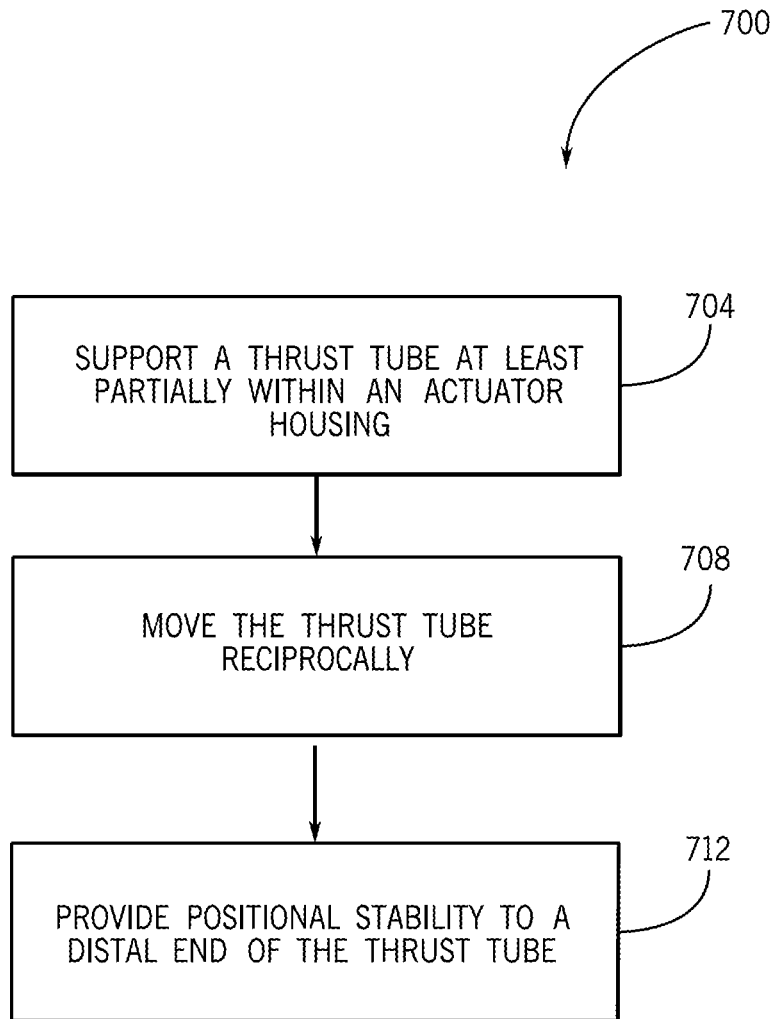 700
704
SUPPORT A THRUST TUBE AT LEAST
PARTIALLY WITHIN AN ACTUATOR
HOUSING
708
MOVE THE THRUST TUBE
RECIPROCALLY
712
PROVIDE POSITIONAL STABILITY TO A
DISTAL END OF THE THRUST TUBE